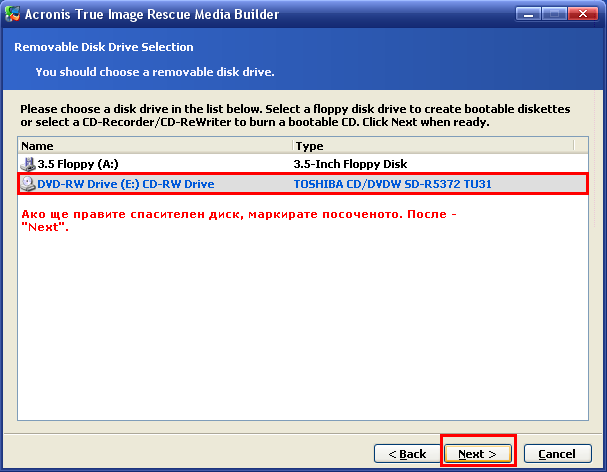 Acronis True Image Rescue Media Builder
Removable Disk Drive Selection
You should choose a removable disk drive.
Please choose a disk drive in the list below. Select a floppy disk drive to create bootable diskettes
or select a CD-Recorder/CD-ReWriter to burn a bootable CD. Click Next when ready.
Name Type
3.5 Floppy (A:) 3.5-Inch Floppy Disk
DVD-RW Drive (E:) CD-RW Drive TOSHIBA CD/DVDW SD-R5372 TU31
Ако ще правите спасителен диск, маркирате посоченото. После -
"Next".
< Back Next > Cancel